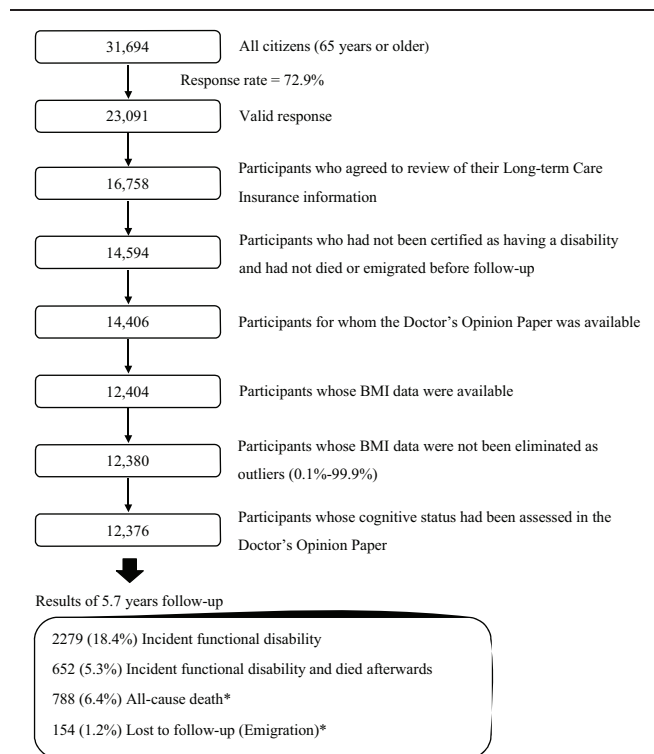 31,694 All citizens (65 years or older)
Response rate = 72.9%
23,091 Valid response
16,758 Participants who agreed to review of their Long-term Care
Insurance information
14,594 Participants who had not been certified as having a disability
and had not died or emigrated before follow-up
14,406 Participants for whom the Doctor's Opinion Paper was available
12,404 Participants whose BMI data were available
12,380 Participants whose BMI data were not been eliminated as
outliers (0.1%-99.9%)
12,376 Participants whose cognitive status had been assessed in the
Doctor's Opinion Paper
Results of 5.7 years follow-up
2279 (18.4%) Incident functional disability
652 (5.3%) Incident functional disability and died afterwards
788 (6.4%) All-cause death*
154 (1.2%) Lost to follow-up (Emigration)*